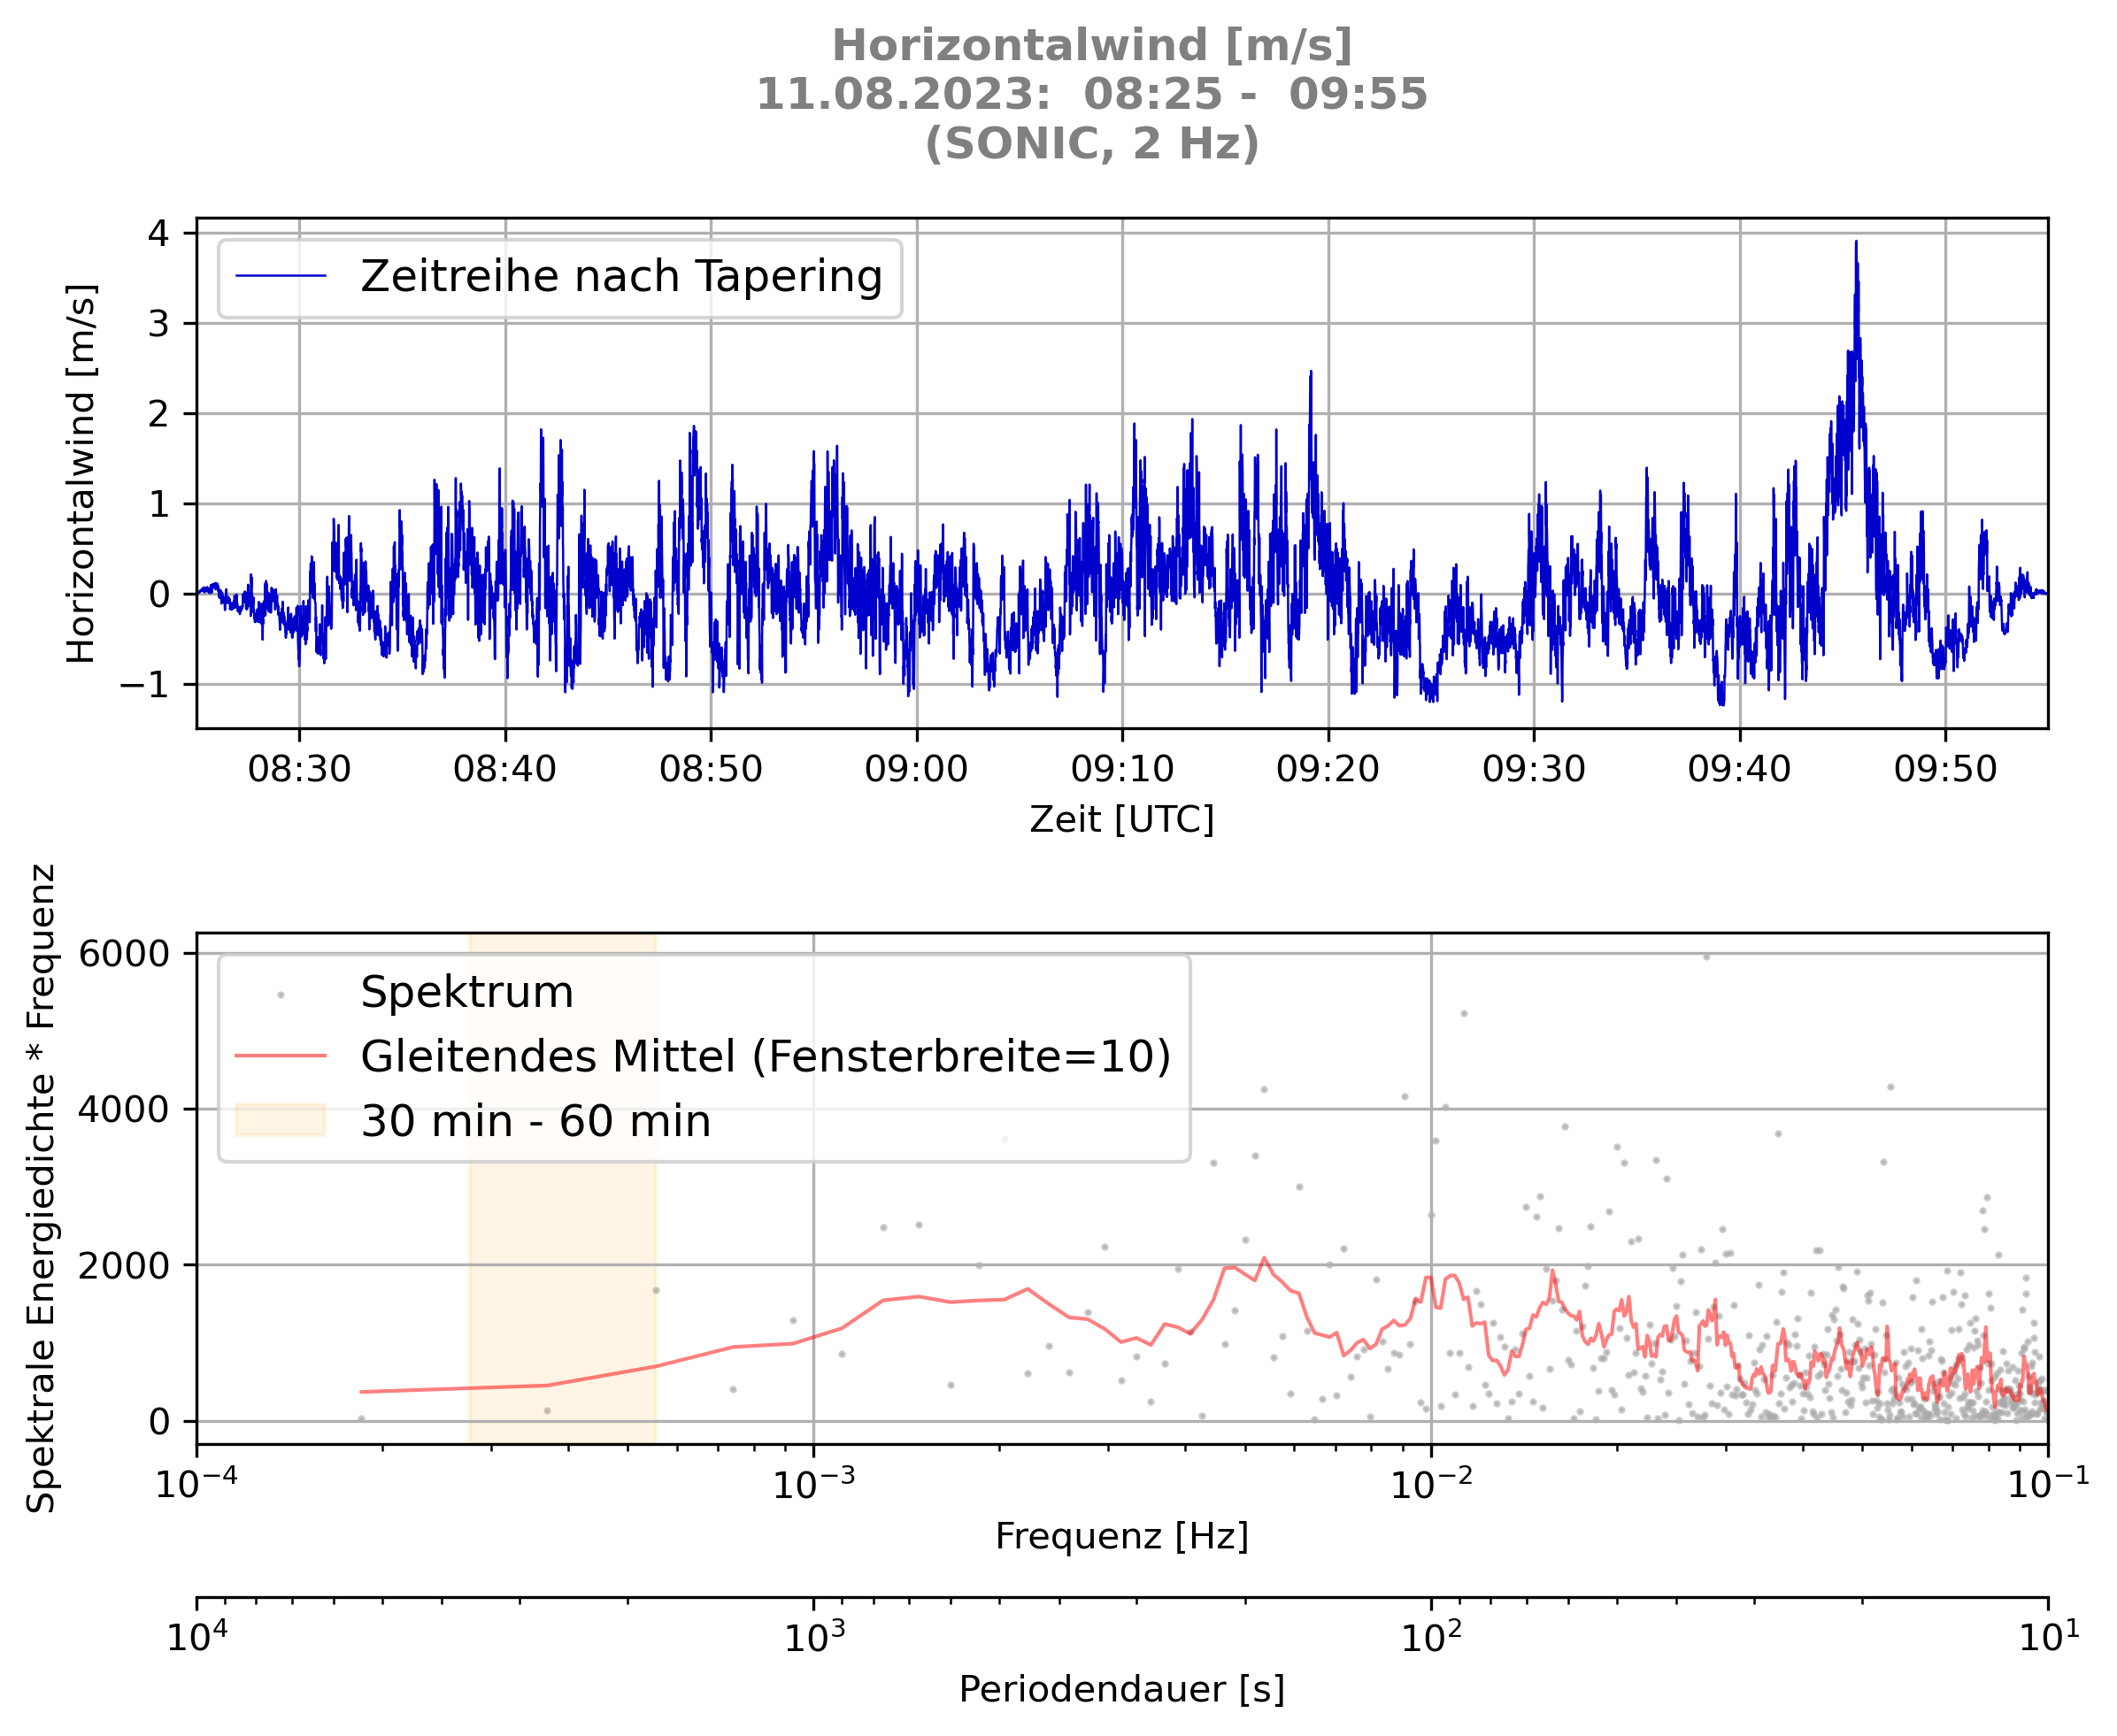 Horizontalwind [m/s]
11.08.2023:  08:25 -  09:55
(SONIC, 2 Hz)
Horizontalwind [m/s]
4
3
2
1
0
−1
Zeitreihe nach Tapering
08:30 08:40 08:50 09:00 09:10 09:20 09:30 09:40 09:50
Zeit [UTC]
Spektrale Energiedichte * Frequenz
6000
4000
2000
0
Spektrum
Gleitendes Mittel (Fensterbreite=10)
30 min - 60 min
10⁻⁴ 10⁻³ 10⁻² 10⁻¹
Frequenz [Hz]
10⁴ 10³ 10² 10¹
Periodendauer [s]